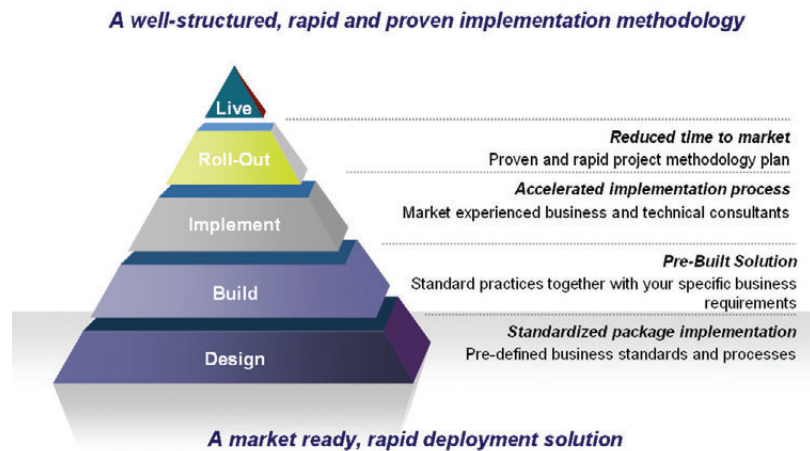 A well-structured, rapid and proven implementation methodology
Live
Roll-Out
Implement
Build
Design
Reduced time to market
Proven and rapid project methodology plan
Accelerated implementation process
Market experienced business and technical consultants
Pre-Built Solution
Standard practices together with your specific business
requirements
Standardized package implementation
Pre-defined business standards and processes
A market ready, rapid deployment solution